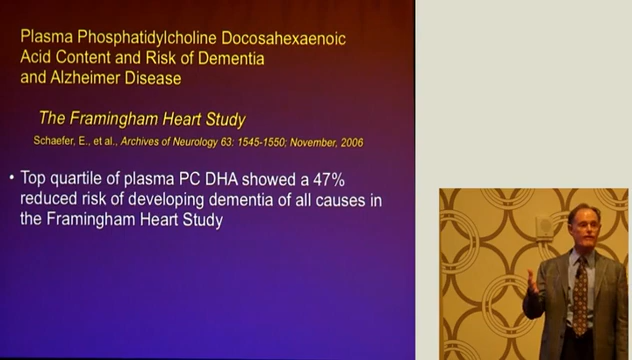 Plasma Phosphatidylcholine Docosahexaenoic
Acid Content and Risk of Dementia
and Alzheimer Disease
The Framingham Heart Study
Schaefer, E., et al., Archives of Neurology 63: 1545-1550; November, 2006
• Top quartile of plasma PC DHA showed a 47%
reduced risk of developing dementia of all causes in
the Framingham Heart Study